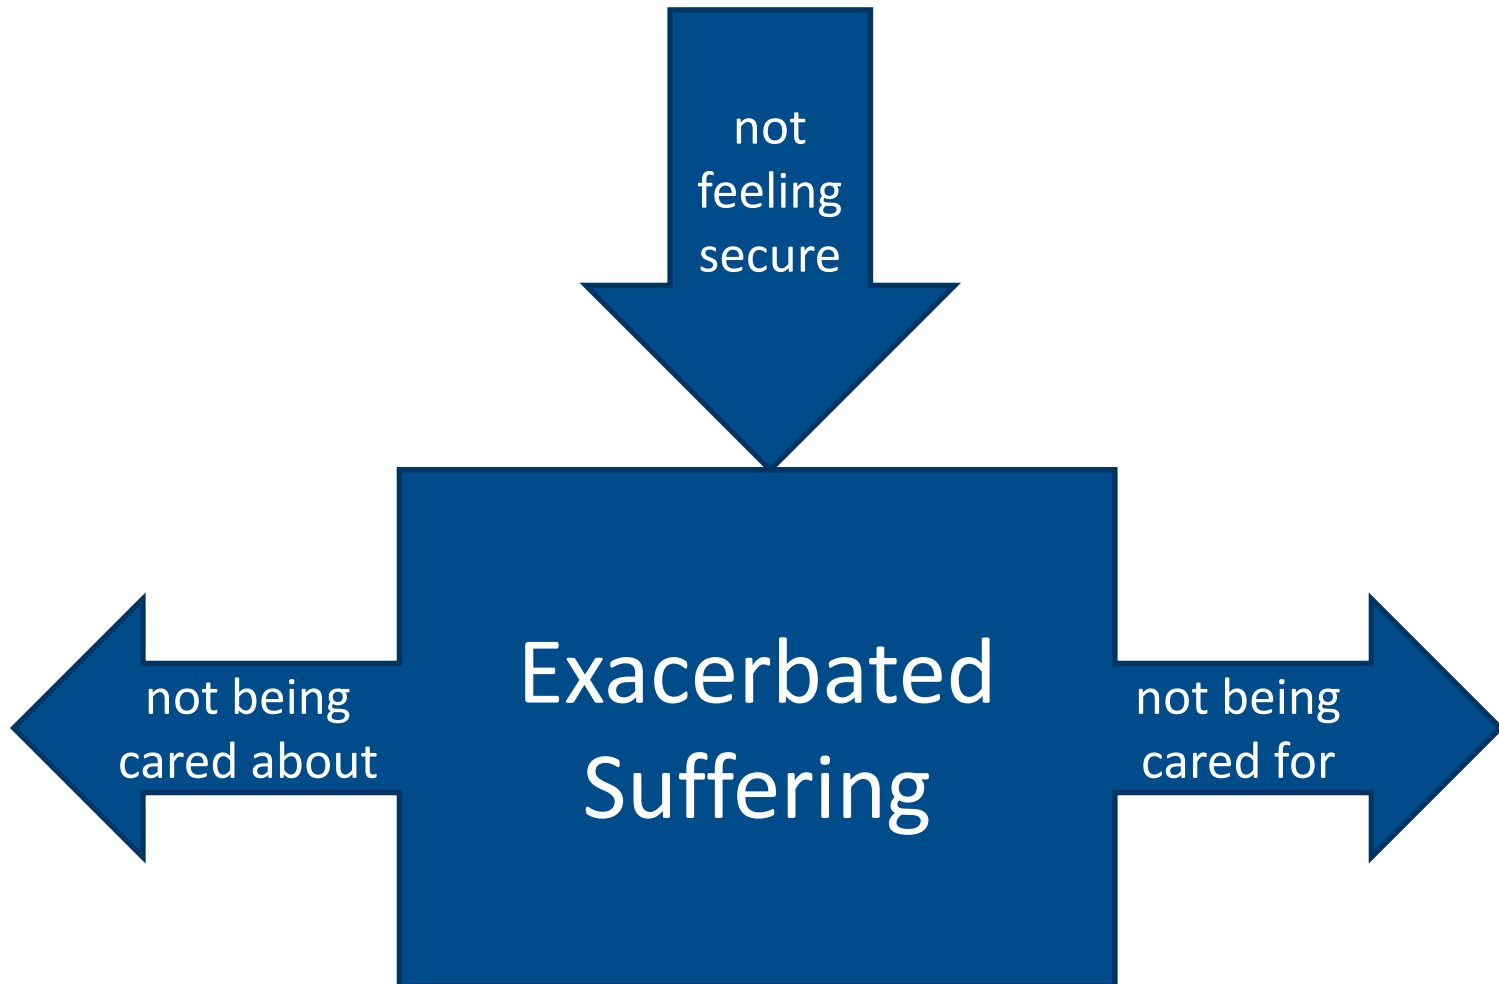 not
feeling
secure
Exacerbated
Suffering
not being
cared about
not being
cared for